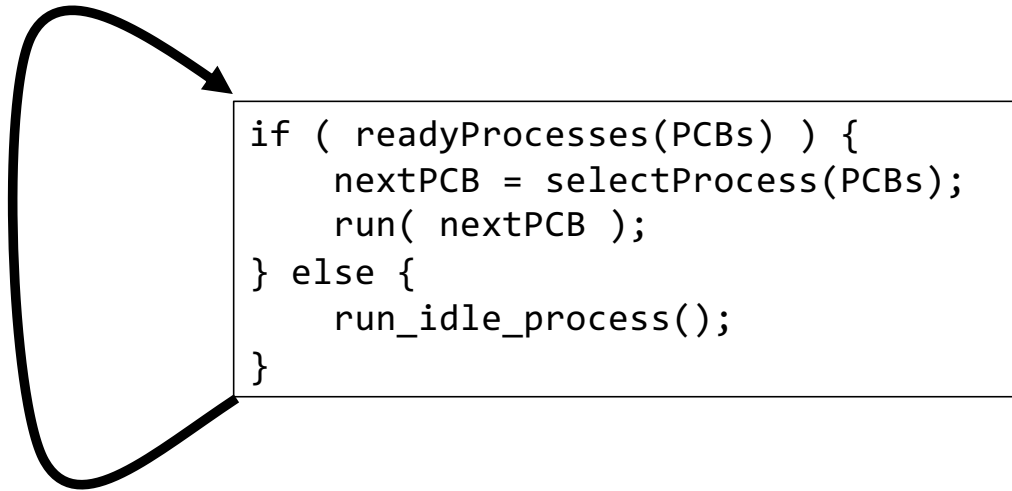 if ( readyProcesses(PCBs) ) {
    nextPCB = selectProcess(PCBs);
    run( nextPCB );
} else {
    run_idle_process();
}